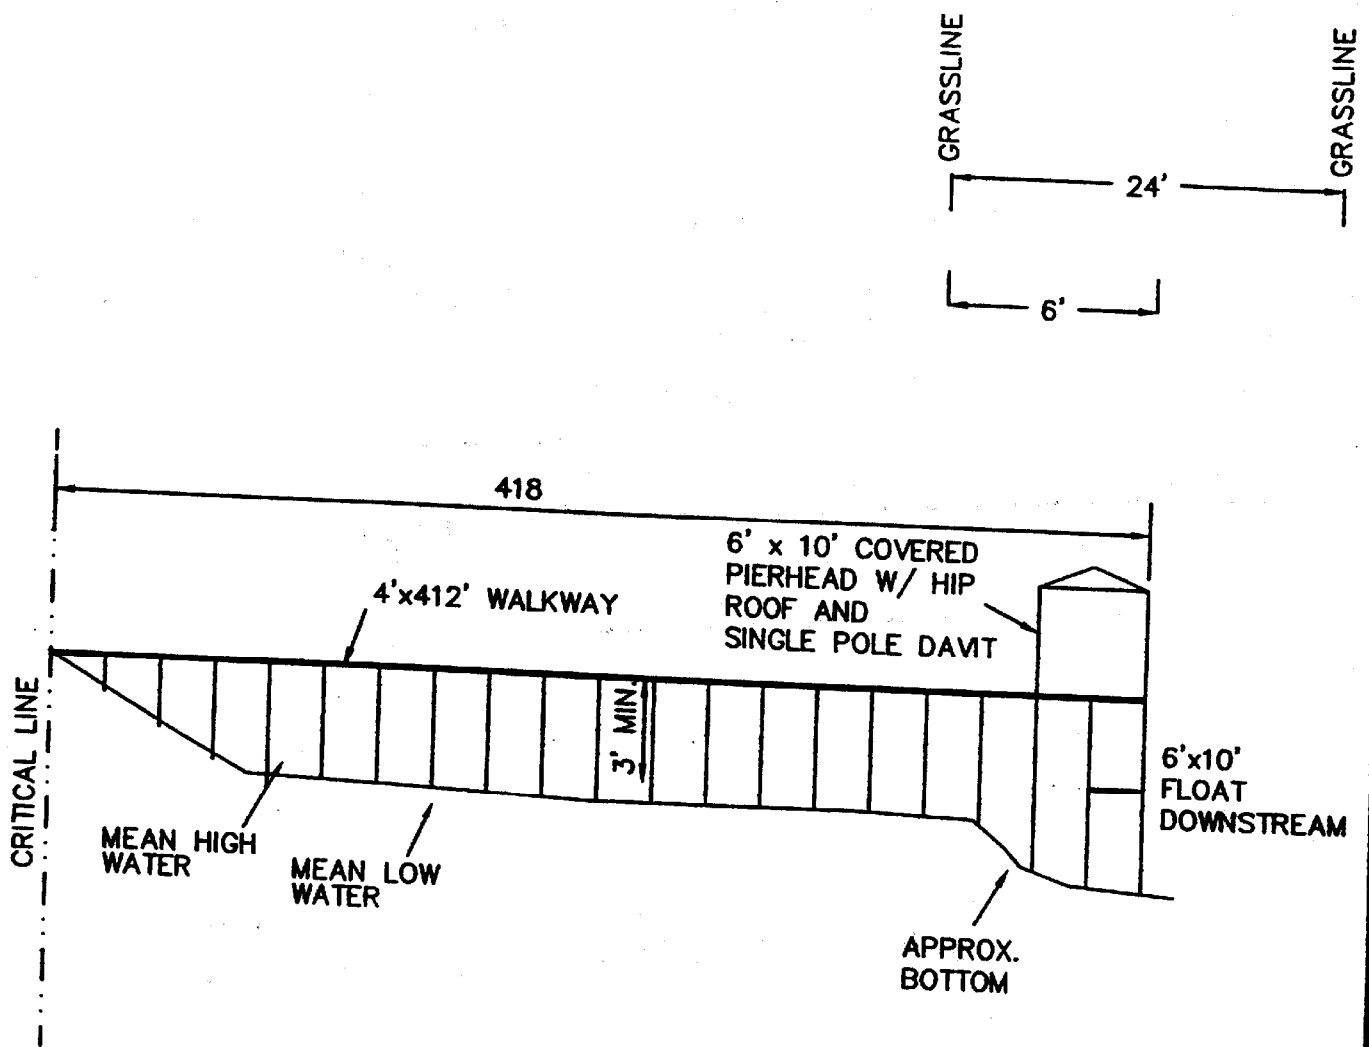 GRASSLINE
GRASSLINE
24'
6'
418
6' x 10' COVERED
PIERHEAD W/ HIP
ROOF AND
SINGLE POLE DAVIT
4'x412' WALKWAY
3' MIN.
CRITICAL LINE
6'x10'
FLOAT
DOWNSTREAM
MEAN HIGH
WATER
MEAN LOW
WATER
APPROX.
BOTTOM